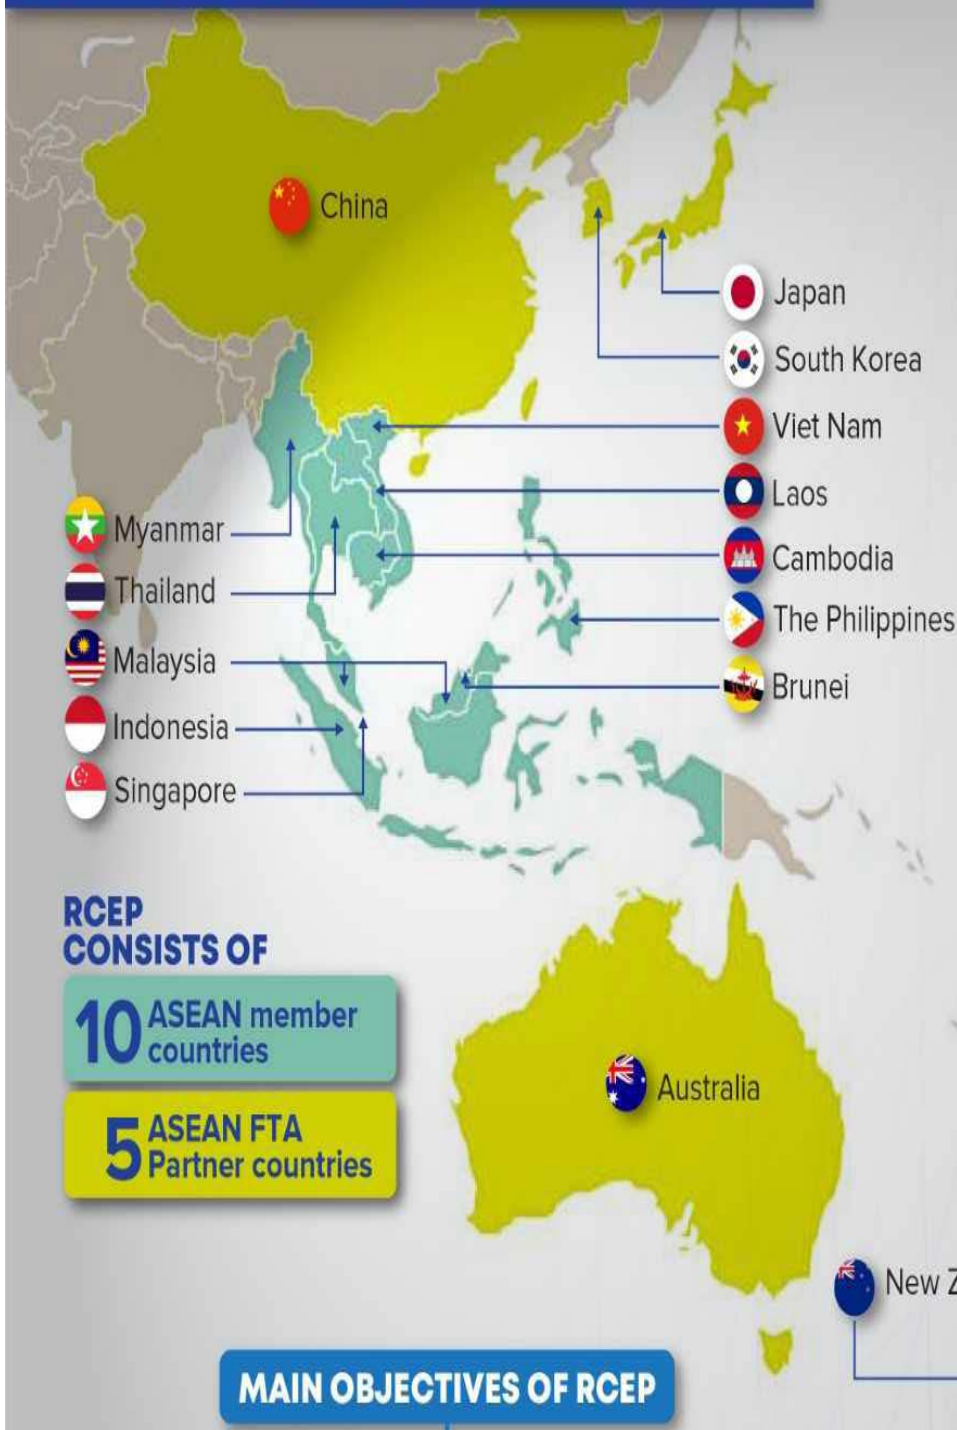 China
Japan
South Korea
Viet Nam
Laos
Cambodia
The Philippines
Brunei
Myanmar
Thailand
Malaysia
Indonesia
Singapore
RCEP
CONSISTS OF
10 ASEAN member
countries
5 ASEAN FTA
Partner countries
Australia
New Z
MAIN OBJECTIVES OF RCEP